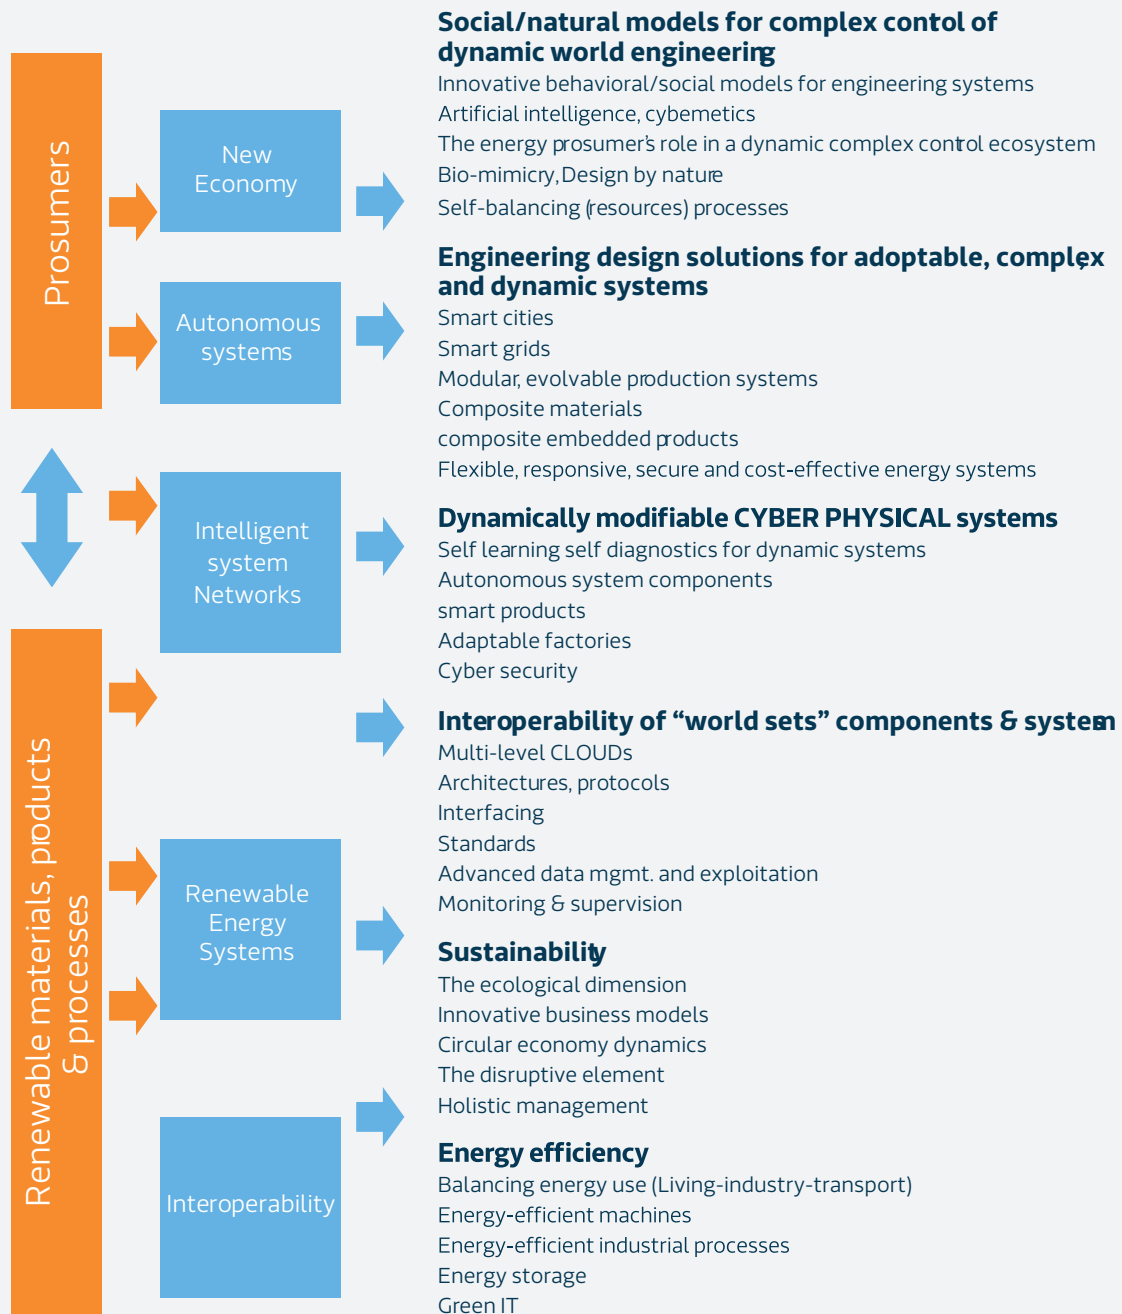 Prosumers
Renewable materials, products
& processes
New
Economy
Autonomous
systems
Intelligent
system
Networks
Renewable
Energy
Systems
Interoperability
Social/natural models for complex contol of
dynamic world engineering
Innovative behavioral/social models for engineering systems
Artificial intelligence, cybemetics
The energy prosumer's role in a dynamic complex control ecosystem
Bio-mimicry, Design by nature
Self-balancing (resources) processes
Engineering design solutions for adoptable, complex,
and dynamic systems
Smart cities
Smart grids
Modular, evolvable production systems
Composite materials
composite embedded products
Flexible, responsive, secure and cost-effective energy systems
Dynamically modifiable CYBER PHYSICAL systems
Self learning self diagnostics for dynamic systems
Autonomous system components
smart products
Adaptable factories
Cyber security
Interoperability of “world sets” components & systems
Multi-level CLOUDs
Architectures, protocols
Interfacing
Standards
Advanced data mgmt. and exploitation
Monitoring & supervision
Sustainability
The ecological dimension
Innovative business models
Circular economy dynamics
The disruptive element
Holistic management
Energy efficiency
Balancing energy use (Living-industry-transport)
Energy-efficient machines
Energy-efficient industrial processes
Energy storage
Green IT